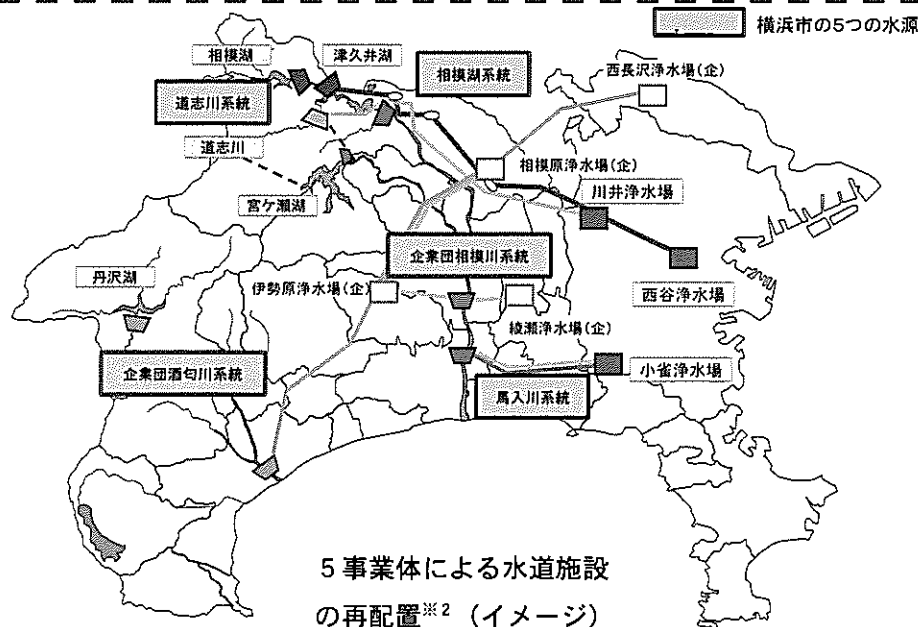 横浜市の5つの水源
相模湖
津久井湖
相模湖系統
西長沢浄水場(企)
道志川系統
道志川
相模原浄水場(企)
川井浄水場
宮ケ瀬湖
企業団相模川系統
丹沢湖
伊勢原浄水場(企)
西谷浄水場
綾瀬浄水場(企)
企業団酒匂川系統
小雀浄水場
馬入川系統
5事業体による水道施設
の再配置※2（イメージ）